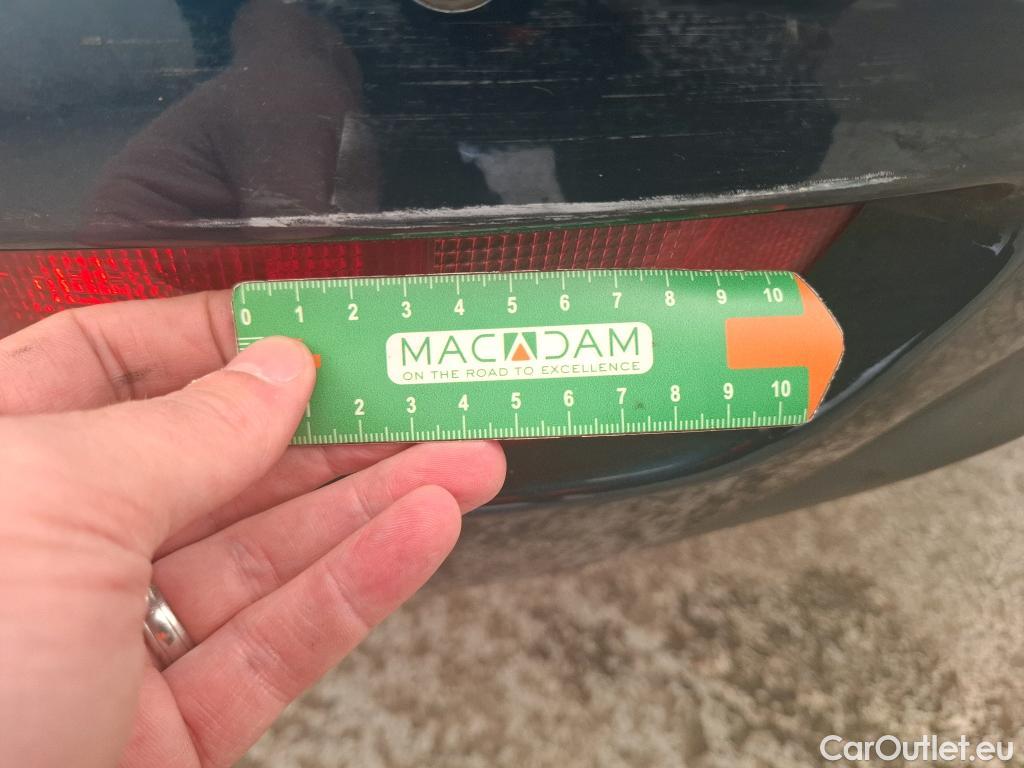 0 1 2 3 4 5 6 7 8 9 10
MACADAM
ON THE ROAD TO EXCELLENCE
1 2 3 4 5 6 7 8 9 10
CarOutlet.eu